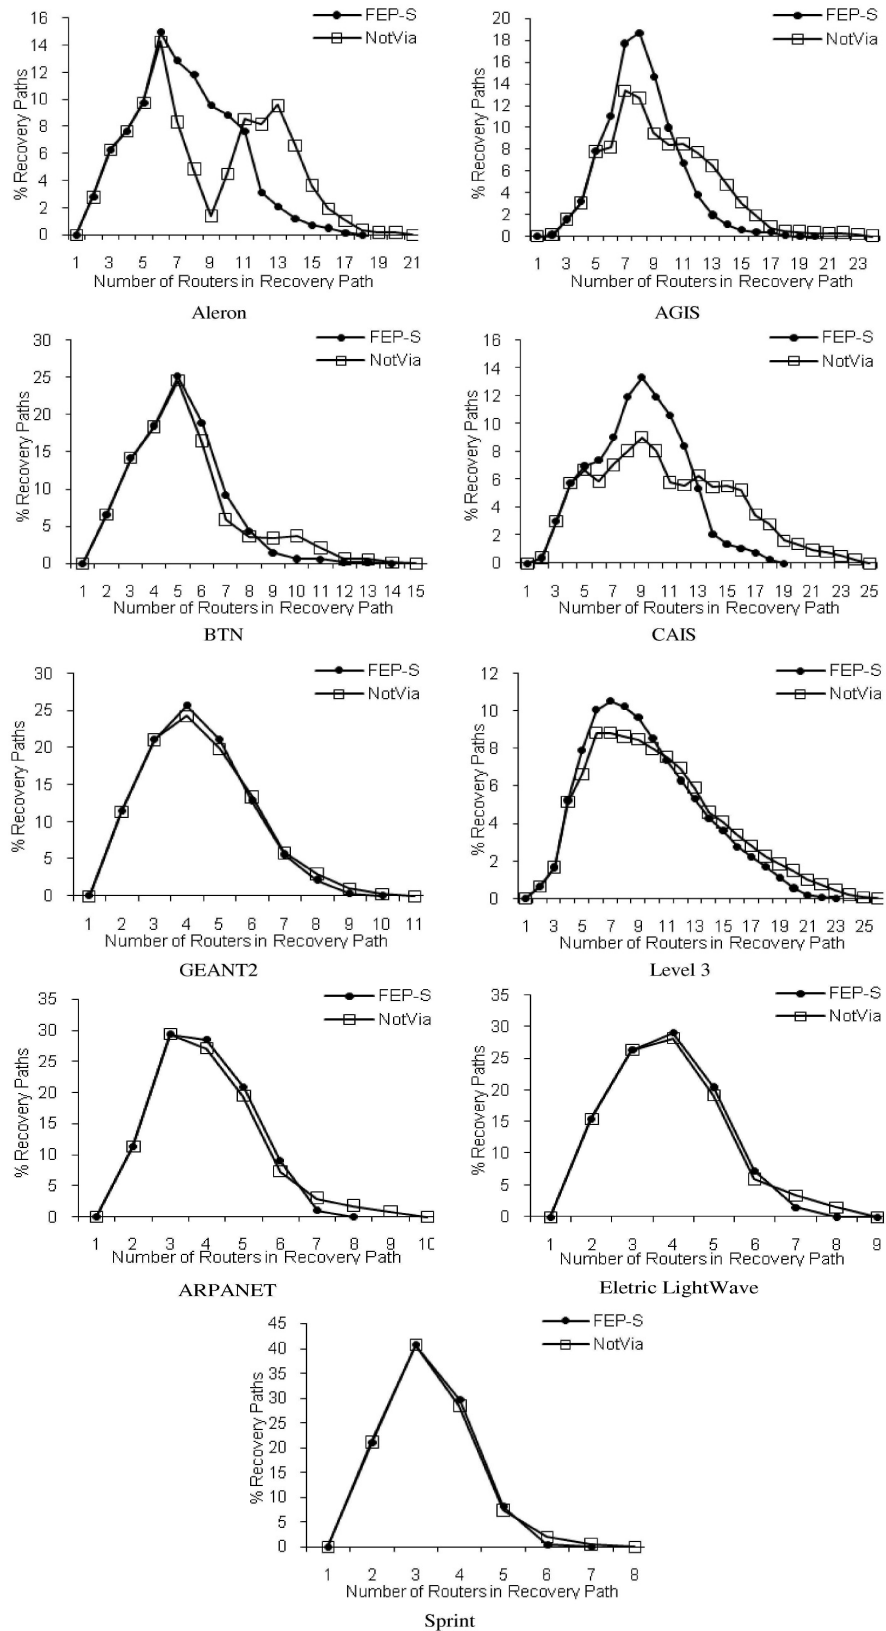 16
14
12
10
8
6
4
2
0
% Recovery Paths
FEP-S
NotVia
1 3 5 7 9 11 13 15 17 19 21
Number of Routers in Recovery Path
Aleron
20
18
16
14
12
10
8
6
4
2
0
% Recovery Paths
FEP-S
NotVia
1 3 5 7 9 11 13 15 17 19 21 23
Number of Routers in Recovery Path
AGIS
30
25
20
15
10
5
0
% Recovery Paths
FEP-S
NotVia
1 2 3 4 5 6 7 8 9 10 11 12 13 14 15
Number of Routers in Recovery Path
BTN
16
14
12
10
8
6
4
2
0
% Recovery Paths
FEP-S
NotVia
1 3 5 7 9 11 13 15 17 19 21 23 25
Number of Routers in Recovery Path
CAIS
30
25
20
15
10
5
0
% Recovery Paths
FEP-S
NotVia
1 2 3 4 5 6 7 8 9 10 11
Number of Routers in Recovery Path
GEANT2
12
10
8
6
4
2
0
% Recovery Paths
FEP-S
NotVia
1 3 5 7 9 11 13 15 17 19 21 23 25
Number of Routers in Recovery Path
Level 3
35
30
25
20
15
10
5
0
% Recovery Paths
FEP-S
NotVia
1 2 3 4 5 6 7 8 9 10
Number of Routers in Recovery Path
ARPANET
35
30
25
20
15
10
5
0
% Recovery Paths
FEP-S
NotVia
1 2 3 4 5 6 7 8 9
Number of Routers in Recovery Path
Eletric LightWave
45
40
35
30
25
20
15
10
5
0
% Recovery Paths
FEP-S
NotVia
1 2 3 4 5 6 7 8
Number of Routers in Recovery Path
Sprint